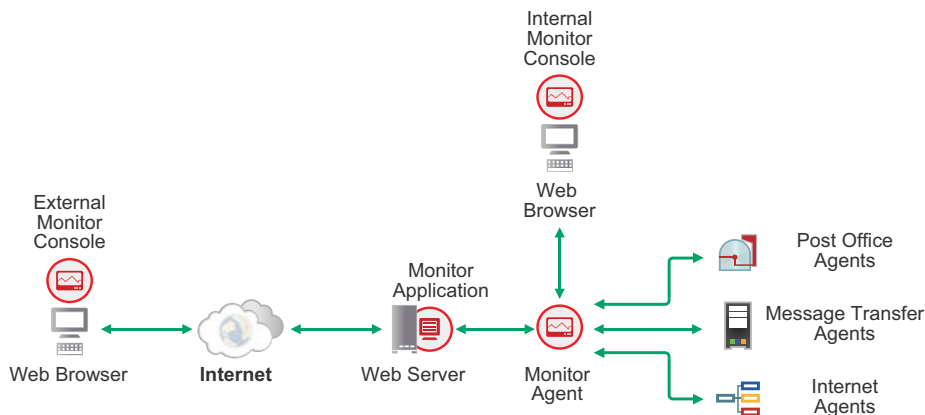 Internal
Monitor
Console
Web
Browser
External
Monitor
Console
Web Browser
Internet
Monitor
Application
Web Server
Monitor
Agent
Post Office
Agents
Message Transfer
Agents
Internet
Agents